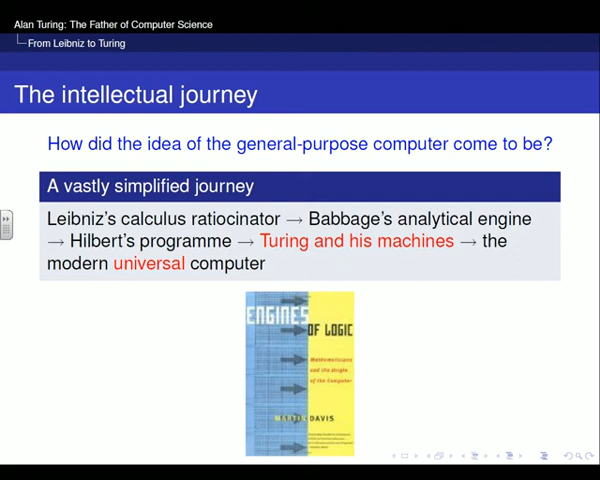 Alan Turing: The Father of Computer Science
From Leibniz to Turing
The intellectual journey
How did the idea of the general-purpose computer come to be?
A vastly simplified journey
Leibniz's calculus ratiocinator → Babbage's analytical engine
→ Hilbert's programme → Turing and his machines → the
modern universal computer
ENGINES
OF LOGIC
Mathematicians
and the Origin
of the Computer
MARTIN DAVIS